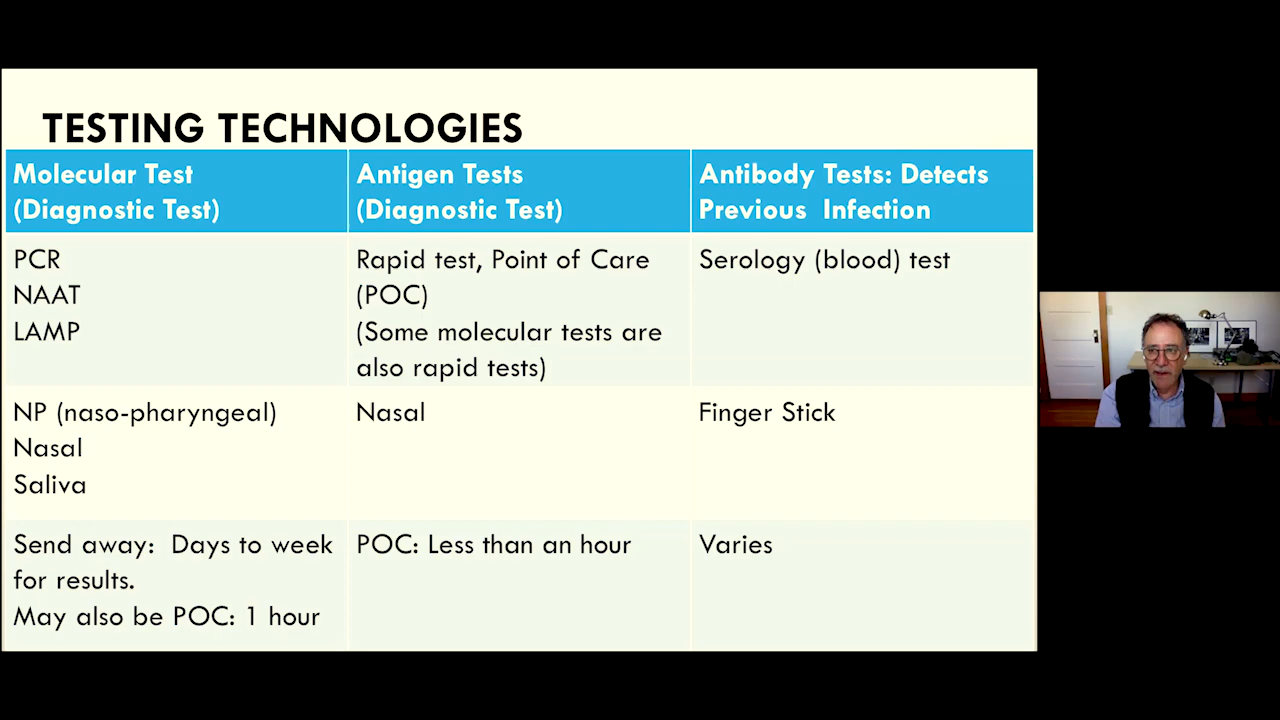 TESTING TECHNOLOGIES
Molecular Test
(Diagnostic Test)
Antigen Tests
(Diagnostic Test)
Antibody Tests: Detects
Previous Infection
PCR
NAAT
LAMP
Rapid test, Point of Care
(POC)
(Some molecular tests are
also rapid tests)
Serology (blood) test
NP (naso-pharyngeal)
Nasal
Saliva
Nasal
Finger Stick
Send away: Days to week
for results.
May also be POC: 1 hour
POC: Less than an hour
Varies